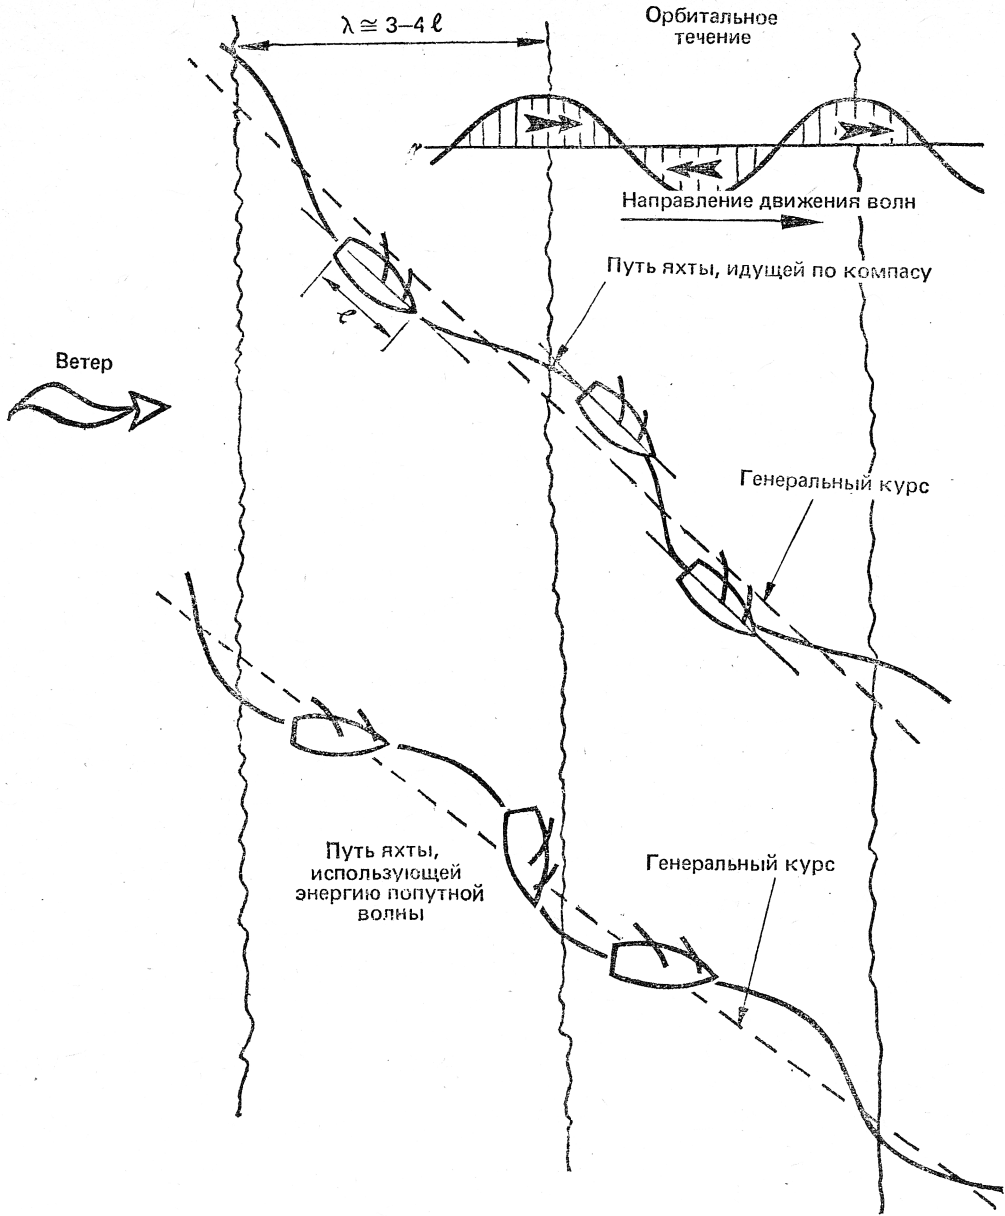 λ ≅ 3–4 ℓ
Орбитальное
течение
Направление движения волн
Путь яхты, идущей по компасу
ℓ
Ветер
Генеральный курс
Путь яхты,
использующей
энергию попутной
волны
Генеральный курс